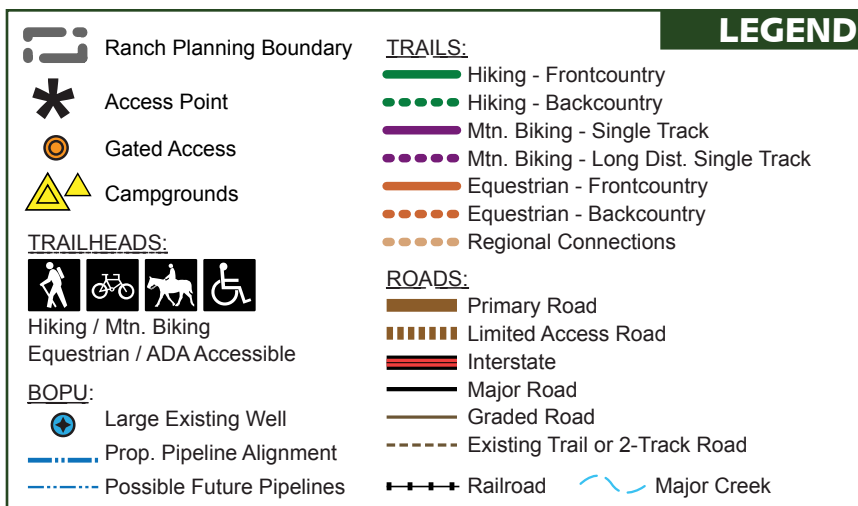 LEGEND
Ranch Planning Boundary
Access Point
Gated Access
Campgrounds
TRAILHEADS:
Hiking / Mtn. Biking
Equestrian / ADA Accessible
BOPU:
Large Existing Well
Prop. Pipeline Alignment
Possible Future Pipelines
TRAILS:
Hiking - Frontcountry
Hiking - Backcountry
Mtn. Biking - Single Track
Mtn. Biking - Long Dist. Single Track
Equestrian - Frontcountry
Equestrian - Backcountry
Regional Connections
ROADS:
Primary Road
Limited Access Road
Interstate
Major Road
Graded Road
Existing Trail or 2-Track Road
Railroad
Major Creek